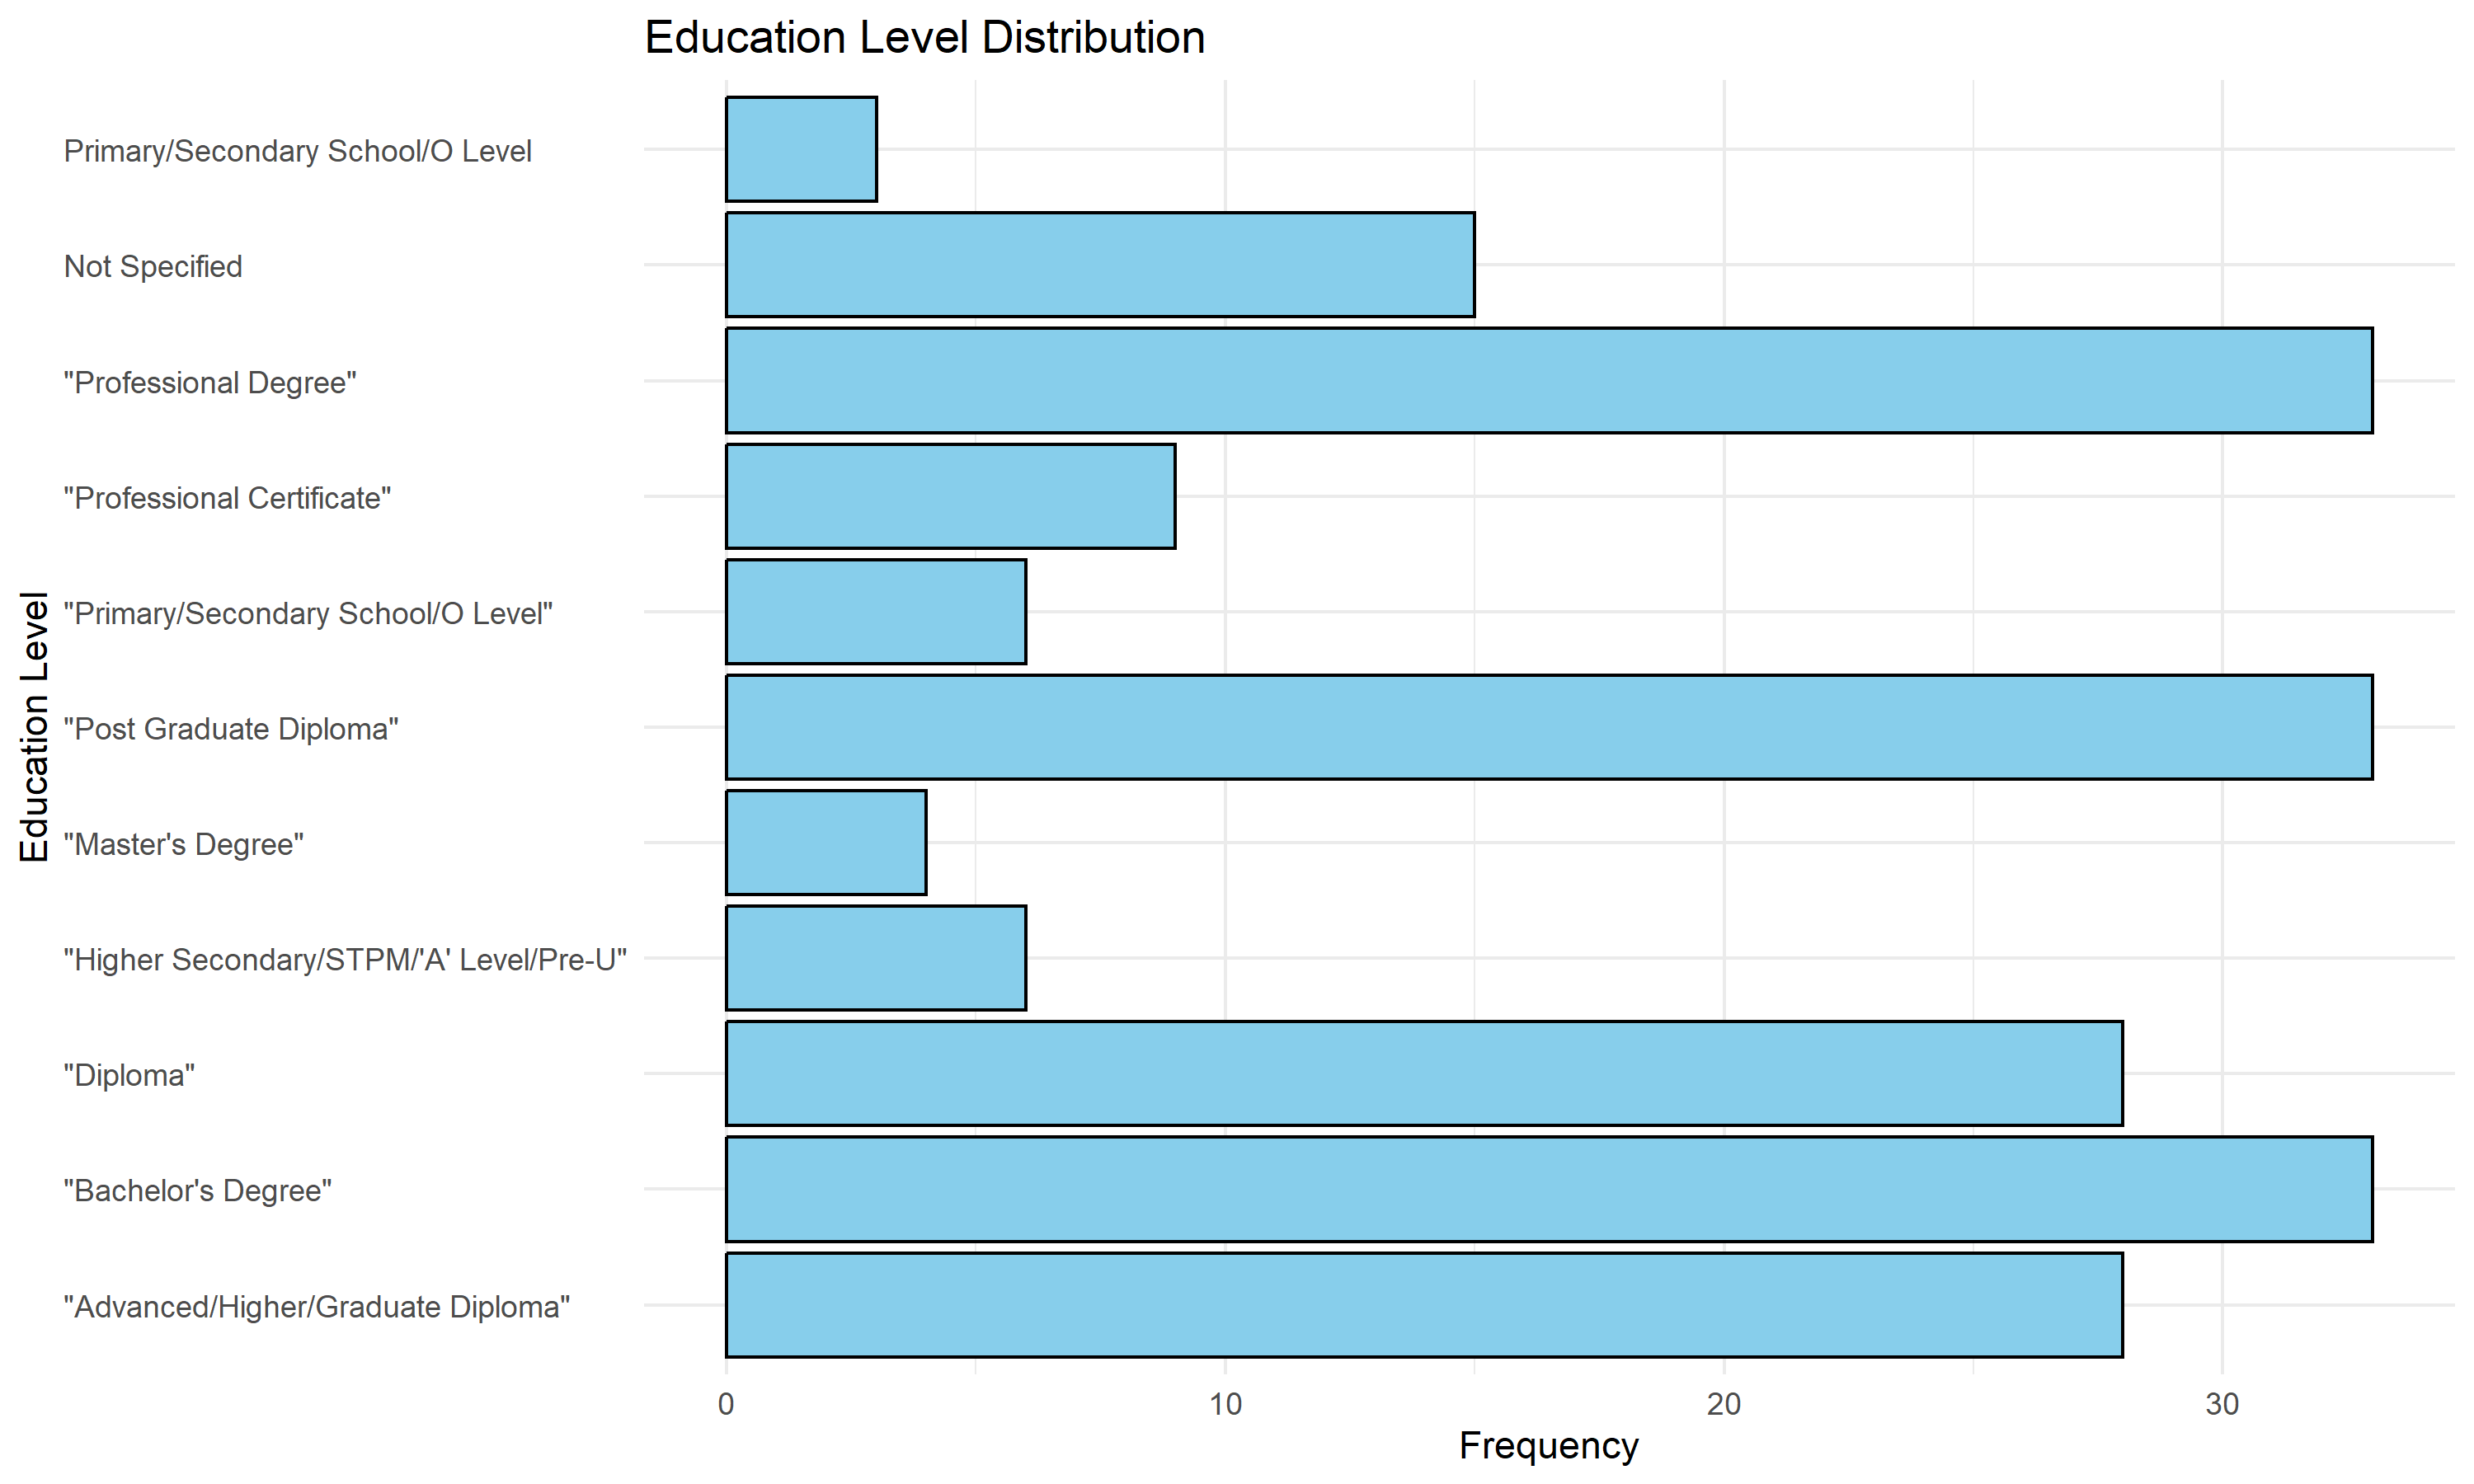 Education Level Distribution
Primary/Secondary School/O Level
Not Specified
"Professional Degree"
"Professional Certificate"
"Primary/Secondary School/O Level"
"Post Graduate Diploma"
"Master's Degree"
"Higher Secondary/STPM/'A' Level/Pre-U"
"Diploma"
"Bachelor's Degree"
"Advanced/Higher/Graduate Diploma"
Education Level
0 10 20 30
Frequency